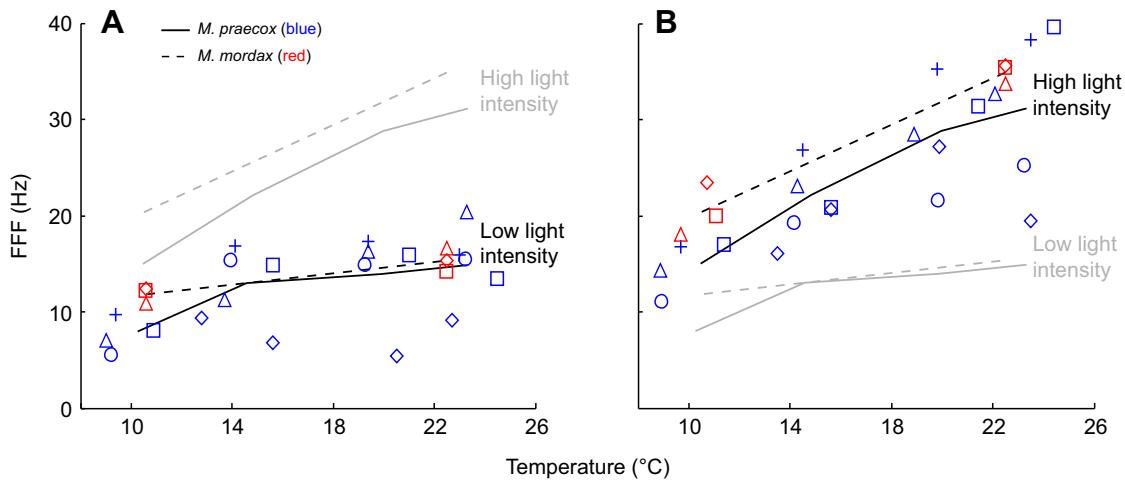 A
B
40
30
20
10
0
FFF (Hz)
M. praecox (blue)
M. mordax (red)
High light
intensity
Low light
intensity
High light
intensity
Low light
intensity
10 14 18 22 26
10 14 18 22 26
Temperature (°C)